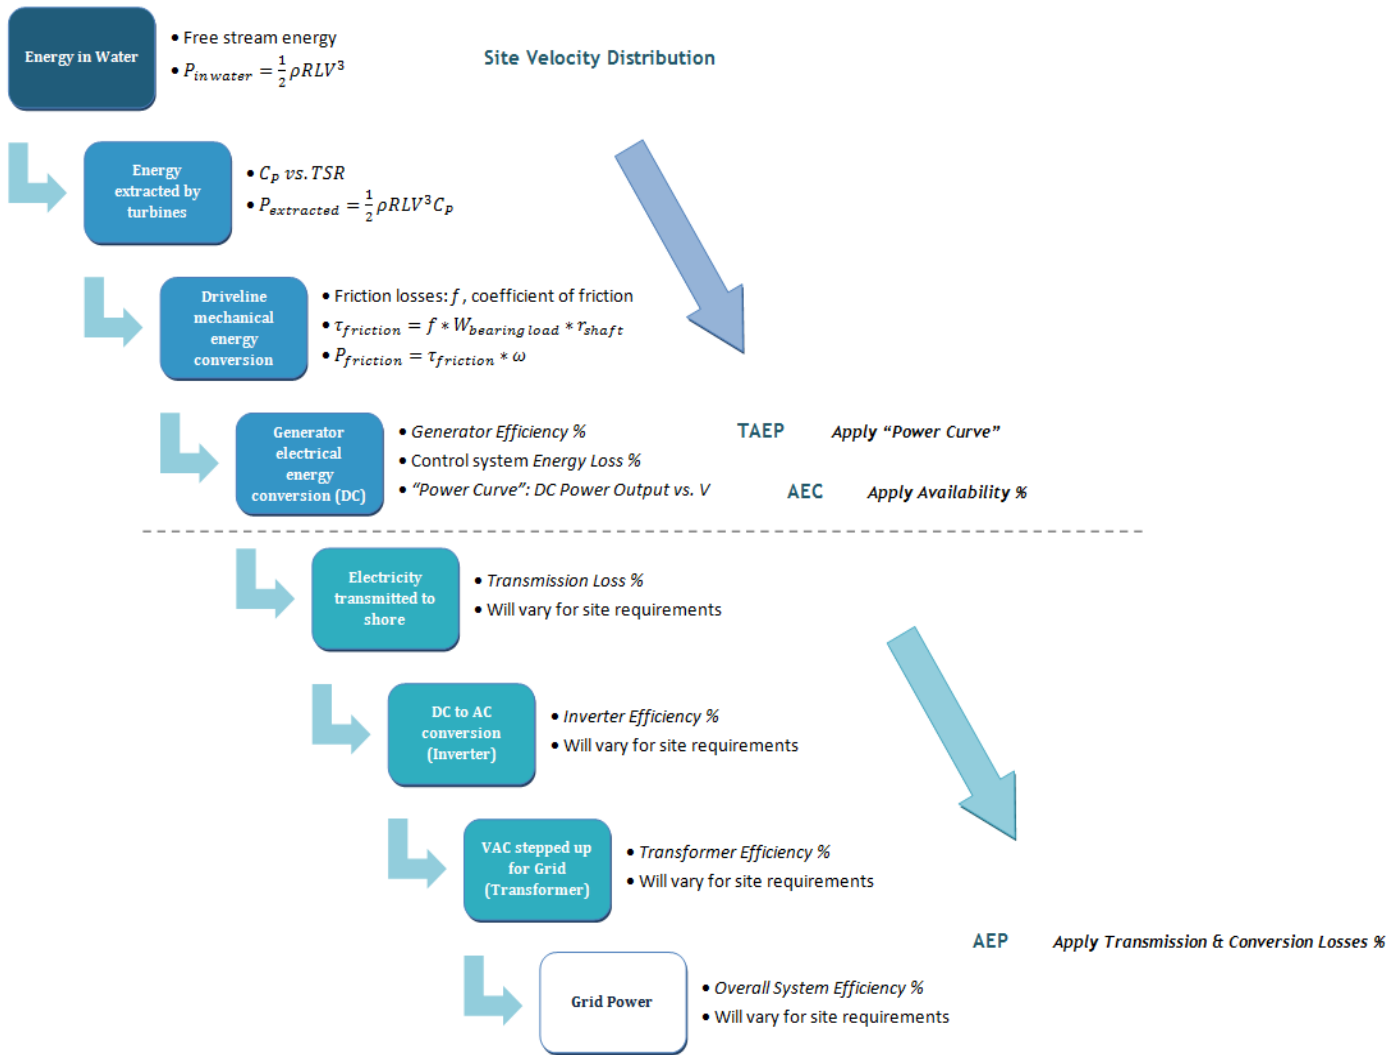 Energy in Water
• Free stream energy
• P_in water = 1/2 ρRLV³
Site Velocity Distribution
Energy
extracted by
turbines
• C_P vs. TSR
• P_extracted = 1/2 ρRLV³C_P
Driveline
mechanical
energy
conversion
• Friction losses: f , coefficient of friction
• τ_friction = f * W_bearing load * r_shaft
• P_friction = τ_friction * ω
Generator
electrical
energy
conversion (DC)
• Generator Efficiency %
• Control system Energy Loss %
• “Power Curve”: DC Power Output vs. V
TAEP Apply “Power Curve”
AEC Apply Availability %
Electricity
transmitted to
shore
• Transmission Loss %
• Will vary for site requirements
DC to AC
conversion
(Inverter)
• Inverter Efficiency %
• Will vary for site requirements
VAC stepped up
for Grid
(Transformer)
• Transformer Efficiency %
• Will vary for site requirements
AEP Apply Transmission & Conversion Losses %
Grid Power
• Overall System Efficiency %
• Will vary for site requirements